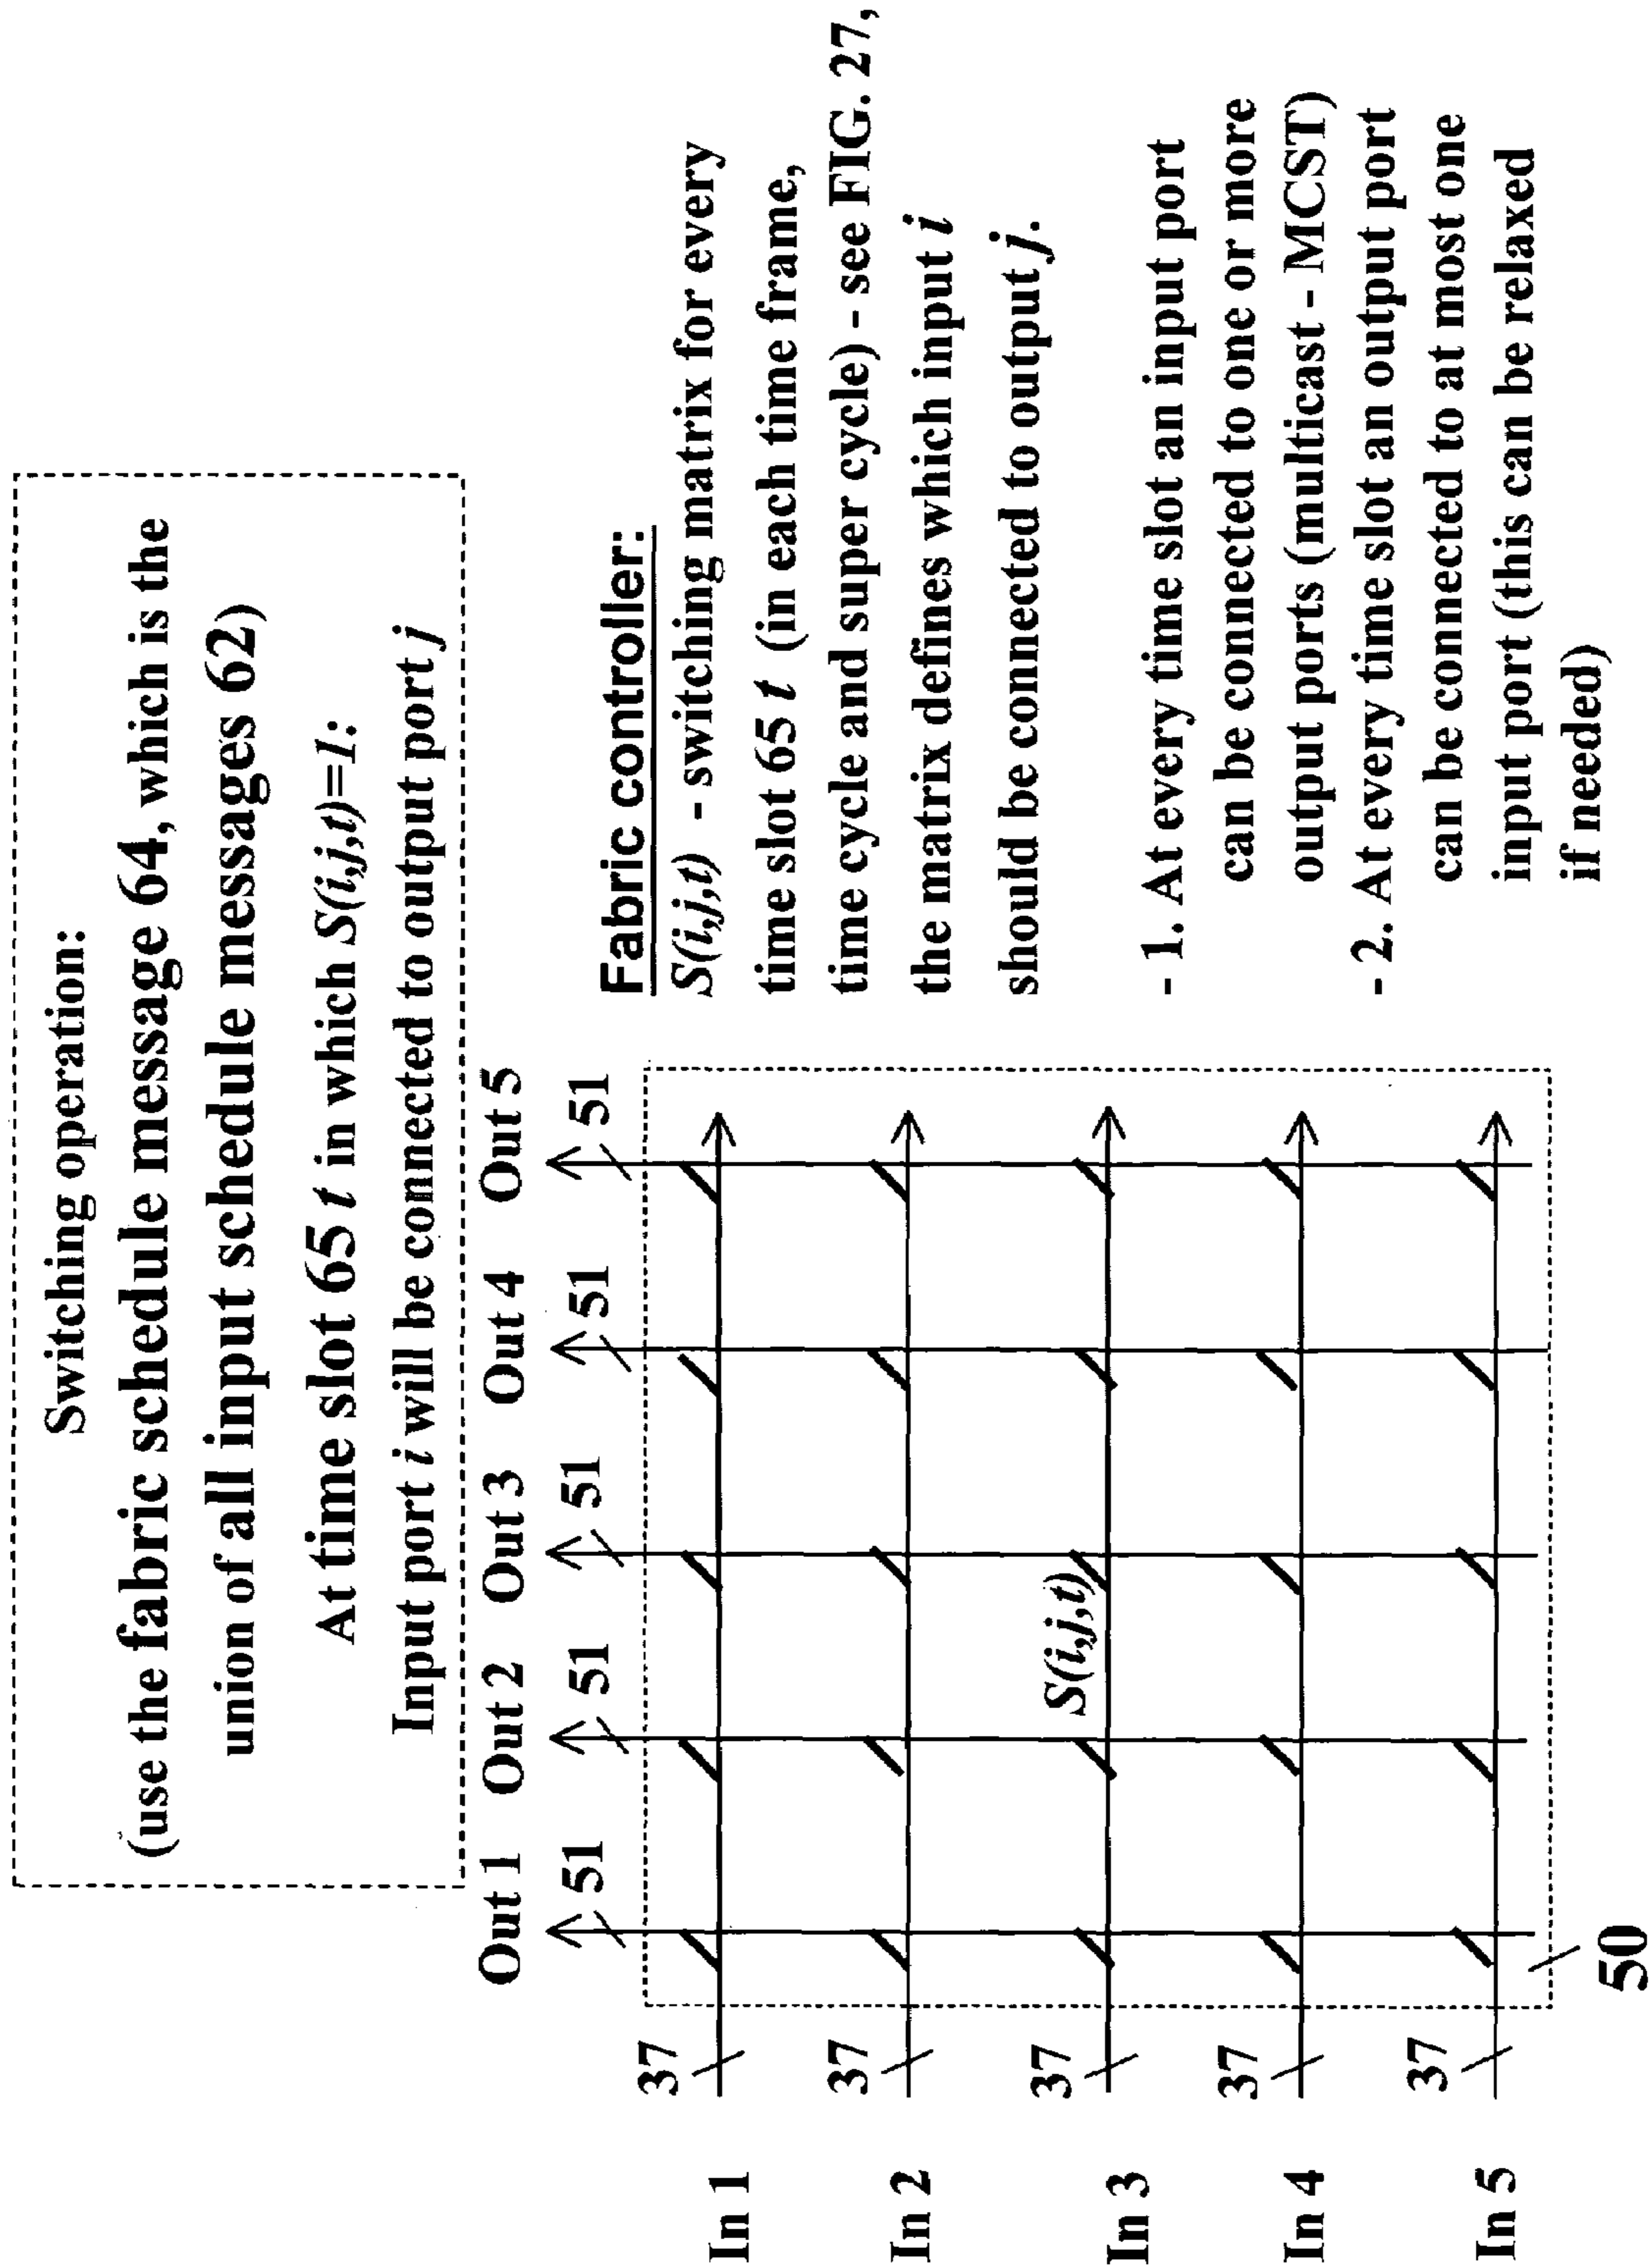 Switching operation:
(use the fabric schedule message 64, which is the
union of all input schedule messages 62)
At time slot 65 t in which S(i,j,t)=1:
Input port i will be connected to output port j
Out 1 Out 2 Out 3 Out 4 Out 5
51 51 51 51 51
37
In 1
37
In 2
37
In 3
S(i,j,t)
37
In 4
37
In 5
50
Fabric controller:
S(i,j,t) - switching matrix for every
time slot 65 t (in each time frame,
time cycle and super cycle) - see FIG. 27,
the matrix defines which input i
should be connected to output j.
- 1. At every time slot an input port
can be connected to one or more
output ports (multicast - MCST)
- 2. At every time slot an output port
can be connected to at most one
input port (this can be relaxed
if needed)